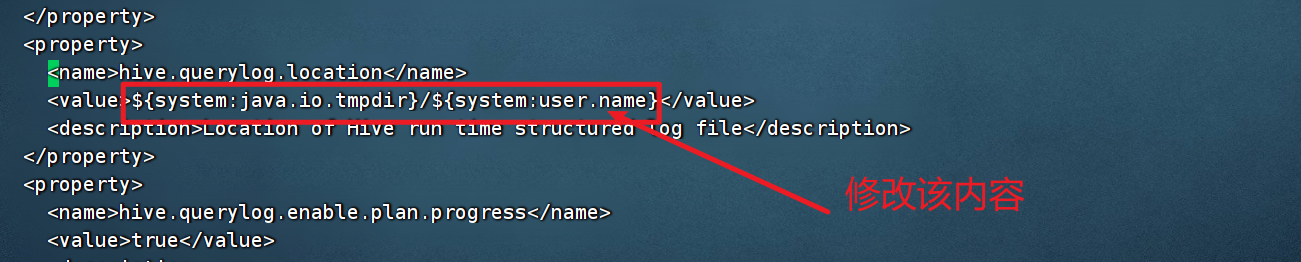 </property>
<property>
<name>hive.querylog.location</name>
<value>${system:java.io.tmpdir}/${system:user.name}</value>
<description>Location of Hive run time structured log file</description>
</property>
<property>
修改该内容
<name>hive.querylog.enable.plan.progress</name>
<value>true</value>